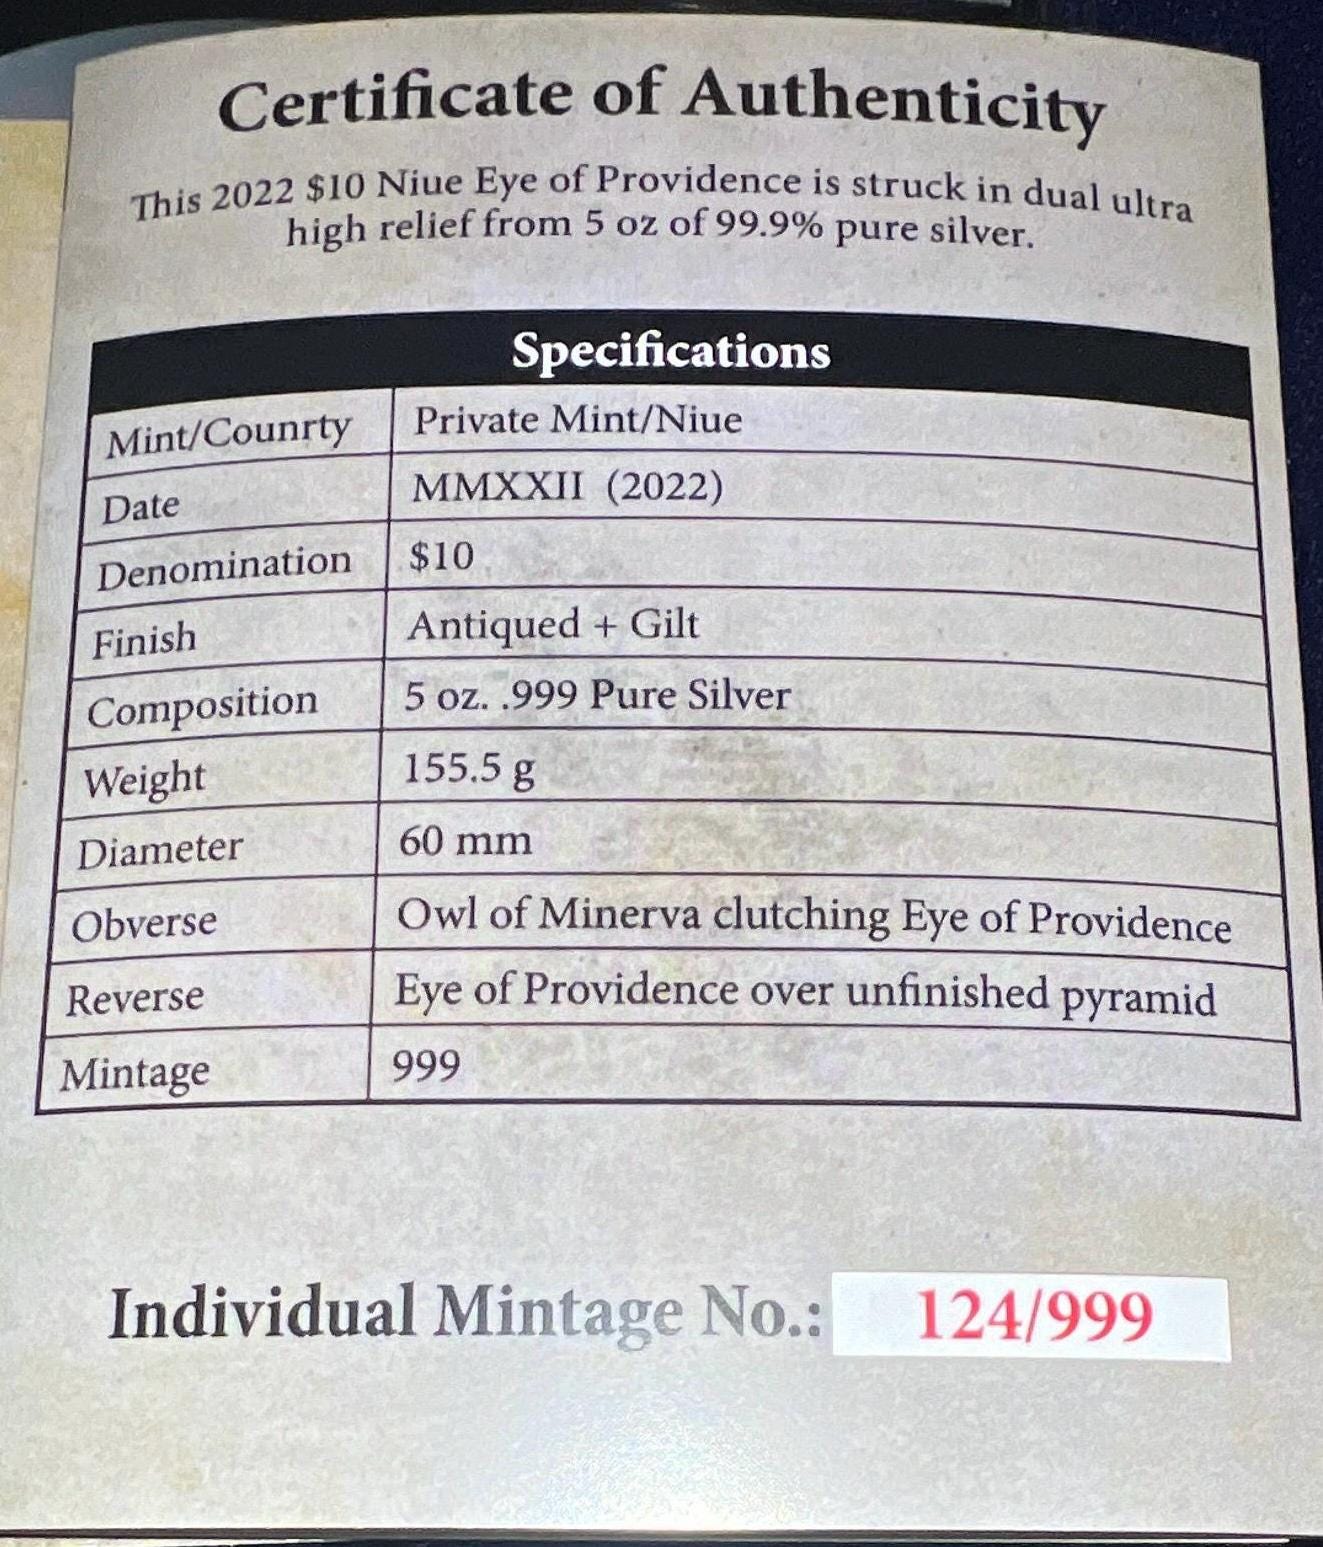 Certificate of Authenticity
This 2022 $10 Niue Eye of Providence is struck in dual ultra
high relief from 5 oz of 99.9% pure silver.
Specifications
Mint/Counrty Private Mint/Niue
Date MMXXII (2022)
Denomination $10
Finish Antiqued + Gilt
Composition 5 oz. .999 Pure Silver
Weight 155.5 g
Diameter 60 mm
Obverse Owl of Minerva clutching Eye of Providence
Reverse Eye of Providence over unfinished pyramid
Mintage 999
Individual Mintage No.: 124/999